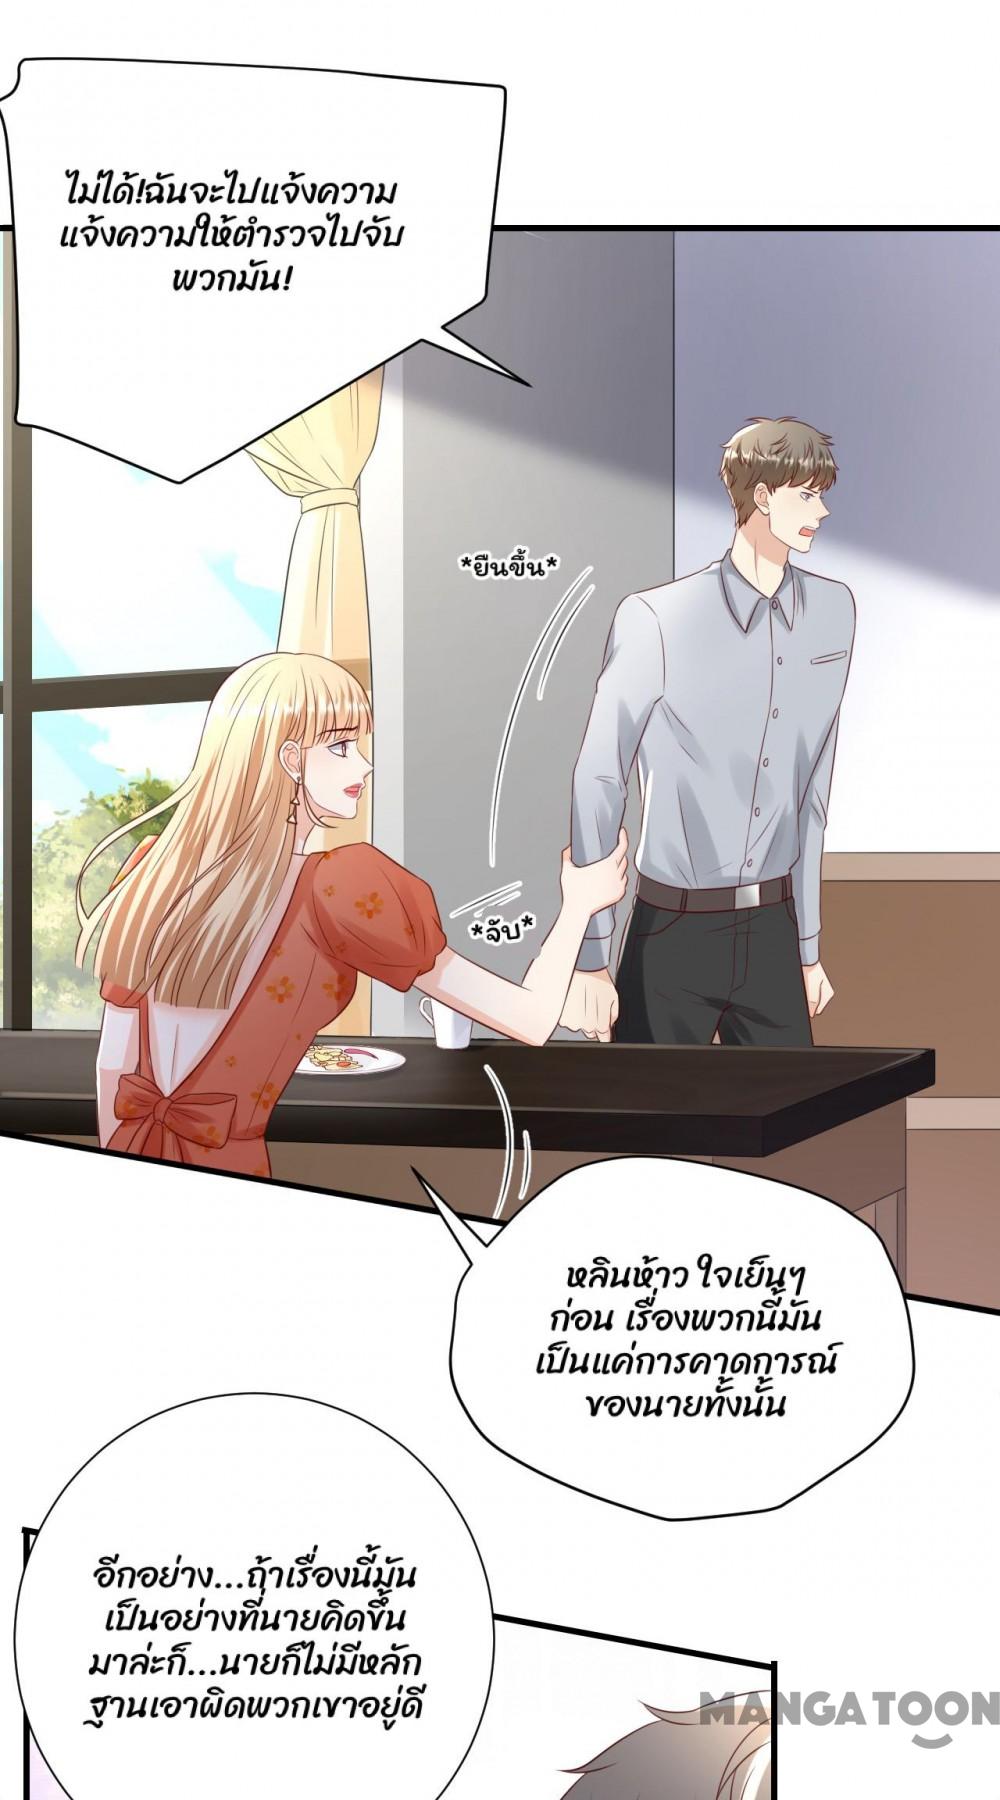 ไม่ได้!ฉันจะไปแจ้งความ
แจ้งความให้ตำรวจไปจับ
พวกมัน!
*ยืนขึ้น*
*จับ*
หลินห้าว ใจเย็นๆ
ก่อน เรื่องพวกนี้มัน
เป็นแค่การคาดการณ์
ของนายทั้งนั้น
อีกอย่าง...ถ้าเรื่องนี้มัน
เป็นอย่างที่นายคิดขึ้น
มาล่ะก็...นายก็ไม่มีหลัก
ฐานเอาผิดพวกเขาอยู่ดี
MANGATOON